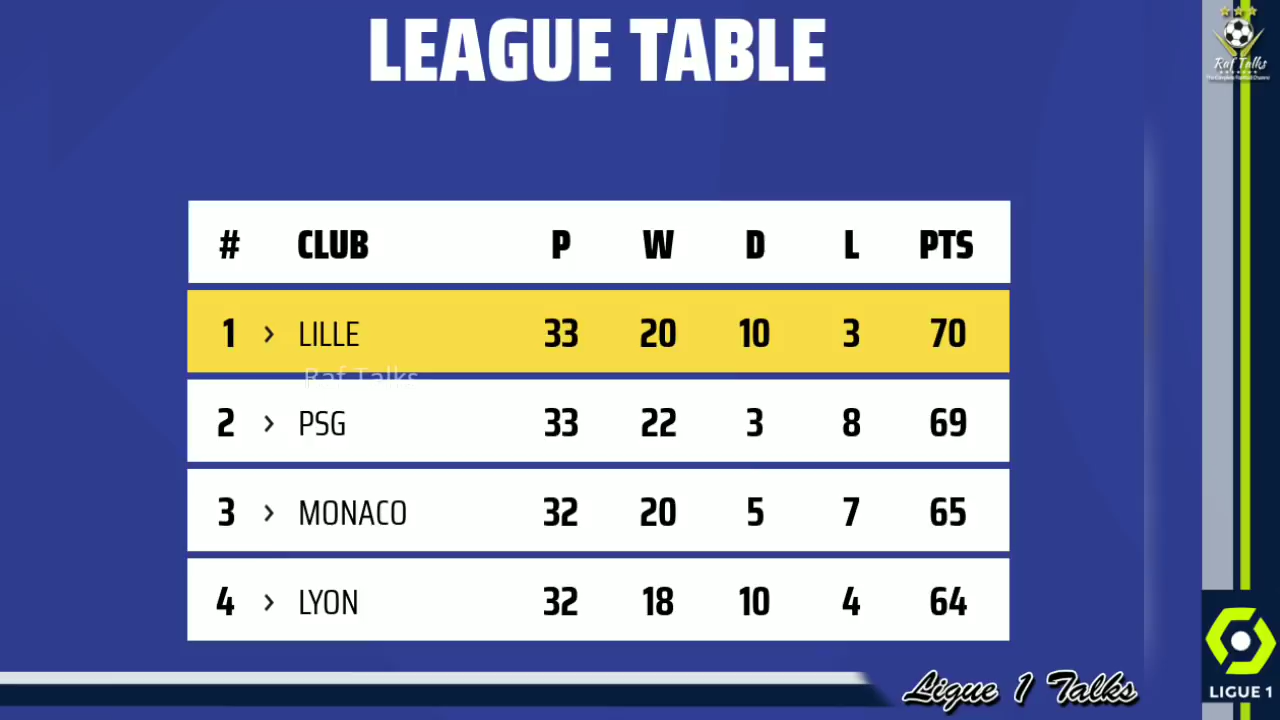 LEAGUE TABLE
Raf Talks
# CLUB P W D L PTS
1 > LILLE 33 20 10 3 70
Raf Talks
2 > PSG 33 22 3 8 69
3 > MONACO 32 20 5 7 65
4 > LYON 32 18 10 4 64
Ligue 1 Talks
LIGUE 1